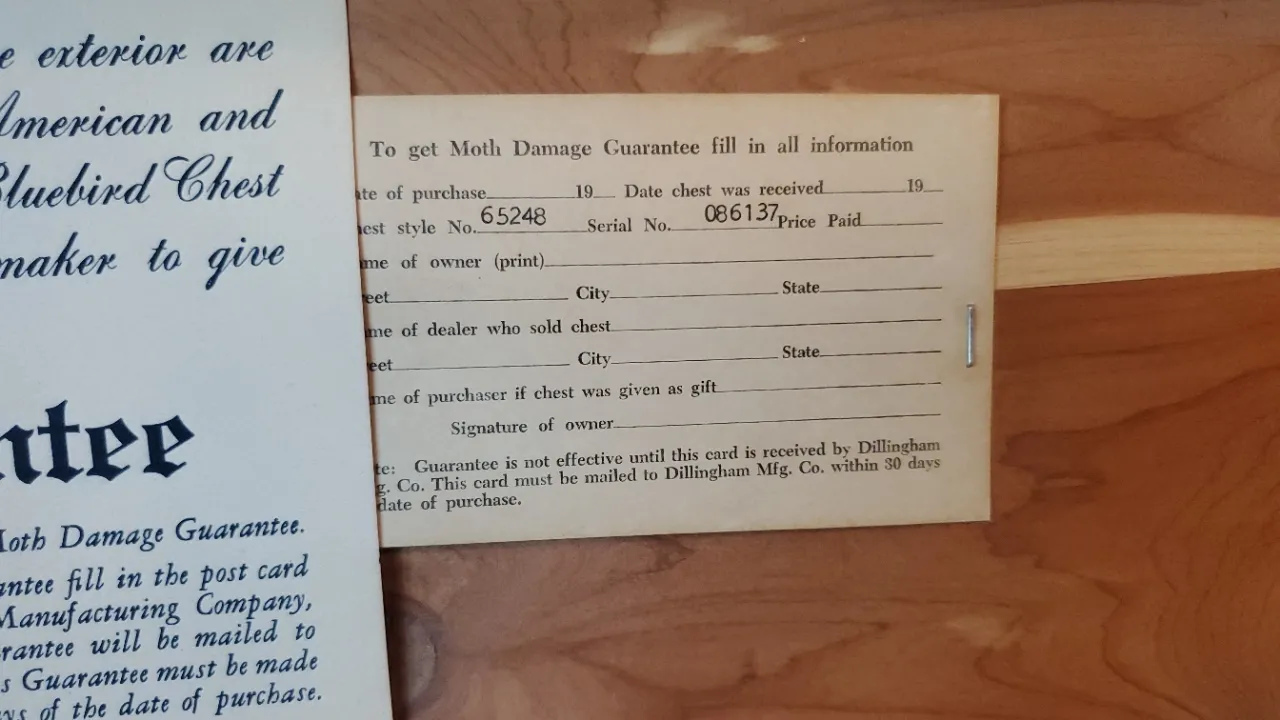 e exterior are
American and
Bluebird Chest
maker to give
ntee
Moth Damage Guarantee.
antee fill in the post card
Manufacturing Company,
rantee will be mailed to
s Guarantee must be made
ys of the date of purchase.
To get Moth Damage Guarantee fill in all information
ate of purchase 19 Date chest was received 19
est style No. 65248 Serial No. 086137 Price Paid
me of owner (print)
eet City State
me of dealer who sold chest
eet City State
me of purchaser if chest was given as gift
Signature of owner
te: Guarantee is not effective until this card is received by Dillingham
g. Co. This card must be mailed to Dillingham Mfg. Co. within 30 days
date of purchase.